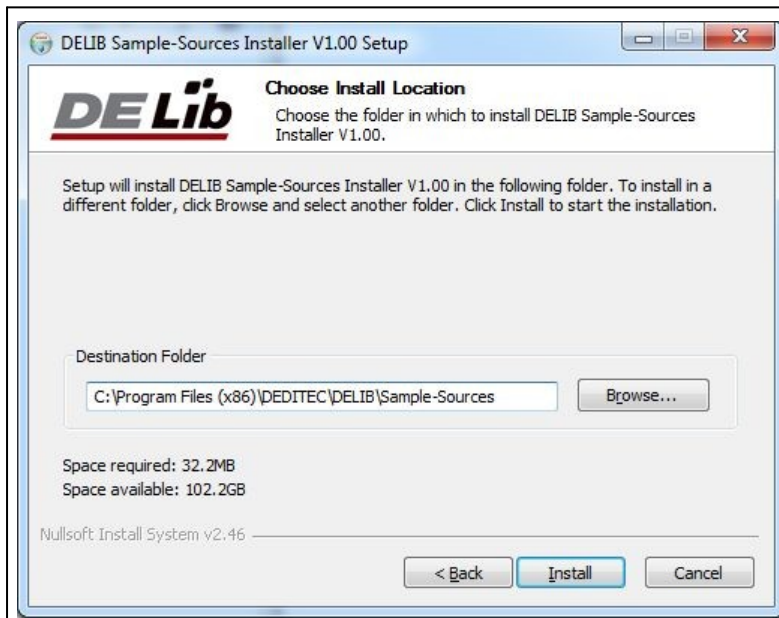 DELIB Sample-Sources Installer V1.00 Setup
DELib
Choose Install Location
Choose the folder in which to install DELIB Sample-Sources
Installer V1.00.
Setup will install DELIB Sample-Sources Installer V1.00 in the following folder. To install in a
different folder, click Browse and select another folder. Click Install to start the installation.
Destination Folder
C:\Program Files (x86)\DEDITEC\DELIB\Sample-Sources
Browse...
Space required: 32.2MB
Space available: 102.2GB
Nullsoft Install System v2.46
< Back
Install
Cancel